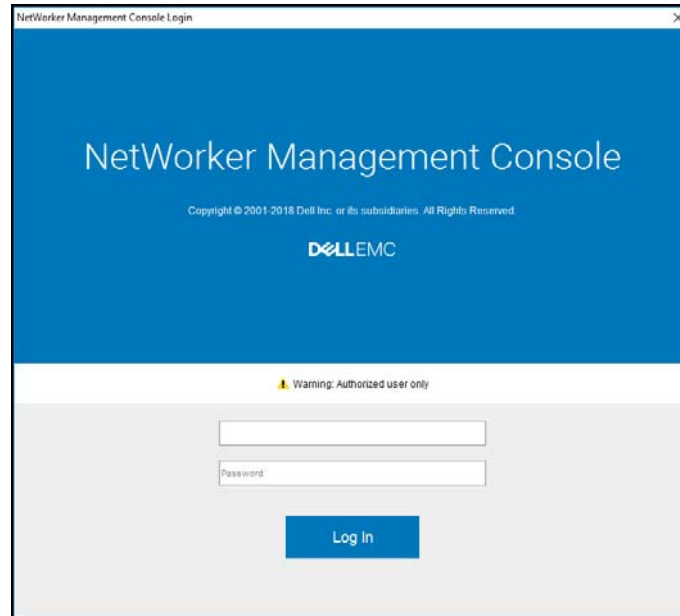 NetWorker Management Console Login
NetWorker Management Console
Copyright © 2001-2018 Dell Inc. or its subsidiaries. All Rights Reserved.
DELLEMC
Warning: Authorized user only
Password
Log In